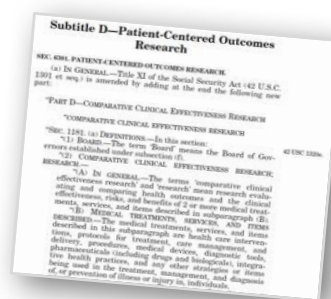 Subtitle D—Patient-Centered Outcomes
Research
SEC. 6301. PATIENT-CENTERED OUTCOMES RESEARCH.
(a) IN GENERAL.—Title XI of the Social Security Act (42 U.S.C.
1301 et seq.) is amended by adding at the end the following new
part:
"PART D—COMPARATIVE CLINICAL EFFECTIVENESS RESEARCH
"COMPARATIVE CLINICAL EFFECTIVENESS RESEARCH
"SEC. 1181. (a) DEFINITIONS.—In this section:
42 USC 1320e.
"(1) BOARD.—The term 'Board' means the Board of Gov-
ernors established under subsection (f).
"(2) COMPARATIVE CLINICAL EFFECTIVENESS RESEARCH;
RESEARCH.—
"(A) IN GENERAL.—The terms 'comparative clinical
effectiveness research' and 'research' mean research evalu-
ating and comparing health outcomes and the clinical
effectiveness, risks, and benefits of 2 or more medical treat-
ments, services, and items described in subparagraph (B).
"(B) MEDICAL TREATMENTS, SERVICES, AND ITEMS
DESCRIBED.—The medical treatments, services, and items
described in this subparagraph are health care interven-
tions, protocols for treatment, care management, and
delivery, procedures, medical devices, diagnostic tools,
pharmaceuticals (including drugs and biologicals), integra-
tive health practices, and any other strategies or items
being used in the treatment, management, and diagnosis
of, or prevention of illness or injury in, individuals.